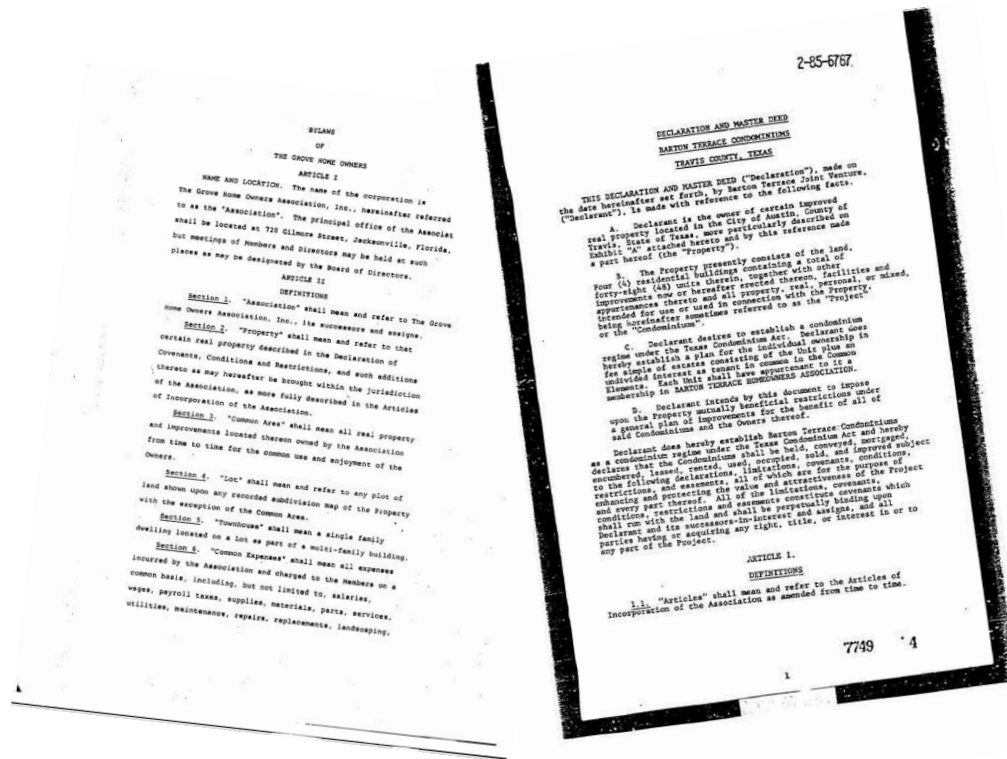 BYLAWS
OF
THE GROVE HOME OWNERS
ARTICLE I
NAME AND LOCATION. The name of the corporation is
The Grove Home Owners Association, Inc., hereinafter referred
to as the "Association". The principal office of the Associat
shall be located at 720 Gilmore Street, Jacksonville, Florida,
but meetings of Members and Directors may be held at such
places as may be designated by the Board of Directors.
ARTICLE II
DEFINITIONS
Section 1. "Association" shall mean and refer to The Grove
Home Owners Association, Inc., its successors and assigns.
Section 2. "Property" shall mean and refer to that
certain real property described in the Declaration of
Covenants, Conditions and Restrictions, and such additions
thereto as may hereafter be brought within the jurisdiction
of the Association, as more fully described in the Articles
of Incorporation of the Association.
Section 3. "Common Area" shall mean all real property
and improvements located thereon owned by the Association
from time to time for the common use and enjoyment of the
Owners.
Section 4. "Lot" shall mean and refer to any plot of
land shown upon any recorded subdivision map of the Property
with the exception of the Common Area.
Section 5. "Townhouse" shall mean a single family
dwelling located on a Lot as part of a multi-family building.
Section 6. "Common Expenses" shall mean all expenses
incurred by the Association and charged to the Members on a
common basis, including, but not limited to, salaries,
wages, payroll taxes, supplies, materials, parts, services,
utilities, maintenance, repairs, replacements, landscaping,
2-85-6767
DECLARATION AND MASTER DEED
BARTON TERRACE CONDOMINIUMS
TRAVIS COUNTY, TEXAS
THIS DECLARATION AND MASTER DEED ("Declaration"), made on
the date hereinafter set forth, by Barton Terrace Joint Venture,
("Declarant"), is made with reference to the following facts.
A. Declarant is the owner of certain improved
real property located in the City of Austin, County of
Travis, State of Texas, more particularly described on
Exhibit "A" attached hereto and by this reference made
a part hereof (the "Property").
B. The Property presently consists of the land,
Four (4) residential buildings containing a total of
forty-eight (48) units therein, together with other
improvements now or hereafter erected thereon, facilities and
appurtenances thereto and all property, real, personal, or mixed,
intended for use or used in connection with the Property,
being hereinafter sometimes referred to as the "Project"
or the "Condominiums".
C. Declarant desires to establish a condominium
regime under the Texas Condominium Act. Declarant does
hereby establish a plan for the individual ownership in
fee simple of estates consisting of the Unit plus an
undivided interest as tenant in common in the Common
Elements. Each Unit shall have appurtenant to it a
membership in BARTON TERRACE HOMEOWNERS ASSOCIATION.
D. Declarant intends by this document to impose
upon the Property mutually beneficial restrictions under
a general plan of improvements for the benefit of all of
said Condominiums and the Owners thereof.
Declarant does hereby establish Barton Terrace Condominiums
as a condominium regime under the Texas Condominium Act and hereby
declares that the Condominiums shall be held, conveyed, mortgaged,
encumbered, leased, rented, used, occupied, sold, and improved subject
to the following declarations, limitations, covenants, conditions,
restrictions, and easements, all of which are for the purpose of
enhancing and protecting the value and attractiveness of the Project
and every part thereof. All of the limitations, covenants,
conditions, restrictions and easements constitute covenants which
shall run with the land and shall be perpetually binding upon
Declarant and its successors-in-interest and assigns, and all
parties having or acquiring any right, title, or interest in or to
any part of the Project.
ARTICLE I.
DEFINITIONS
1.1. "Articles" shall mean and refer to the Articles of
Incorporation of the Association as amended from time to time.
7749 4
1